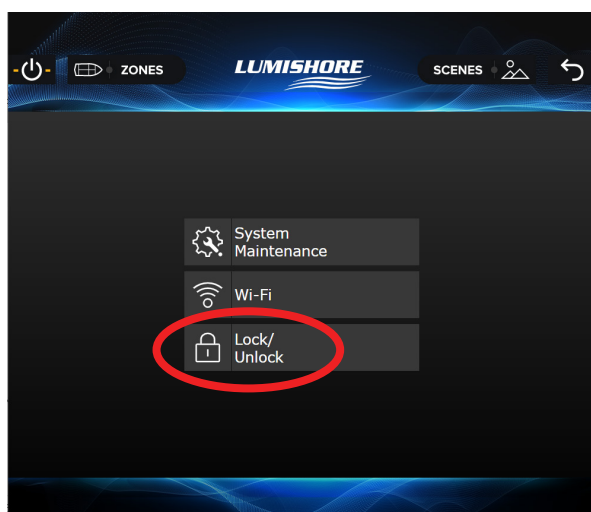 ZONES
LUMISHORE
SCENES
System
Maintenance
Wi-Fi
Lock/
Unlock